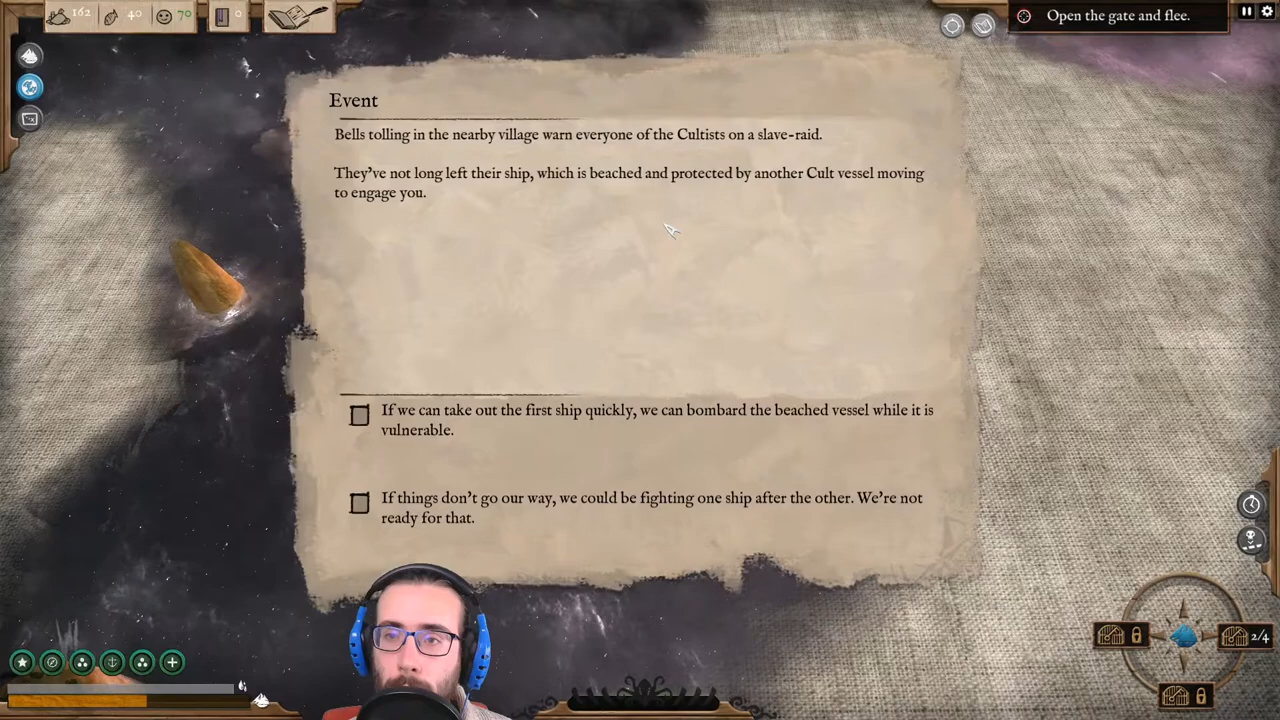 162 40 70 0
Open the gate and flee.
Event
Bells tolling in the nearby village warn everyone of the Cultists on a slave-raid.
They've not long left their ship, which is beached and protected by another Cult vessel moving
to engage you.
If we can take out the first ship quickly, we can bombard the beached vessel while it is
vulnerable.
If things don't go our way, we could be fighting one ship after the other. We're not
ready for that.
2/4